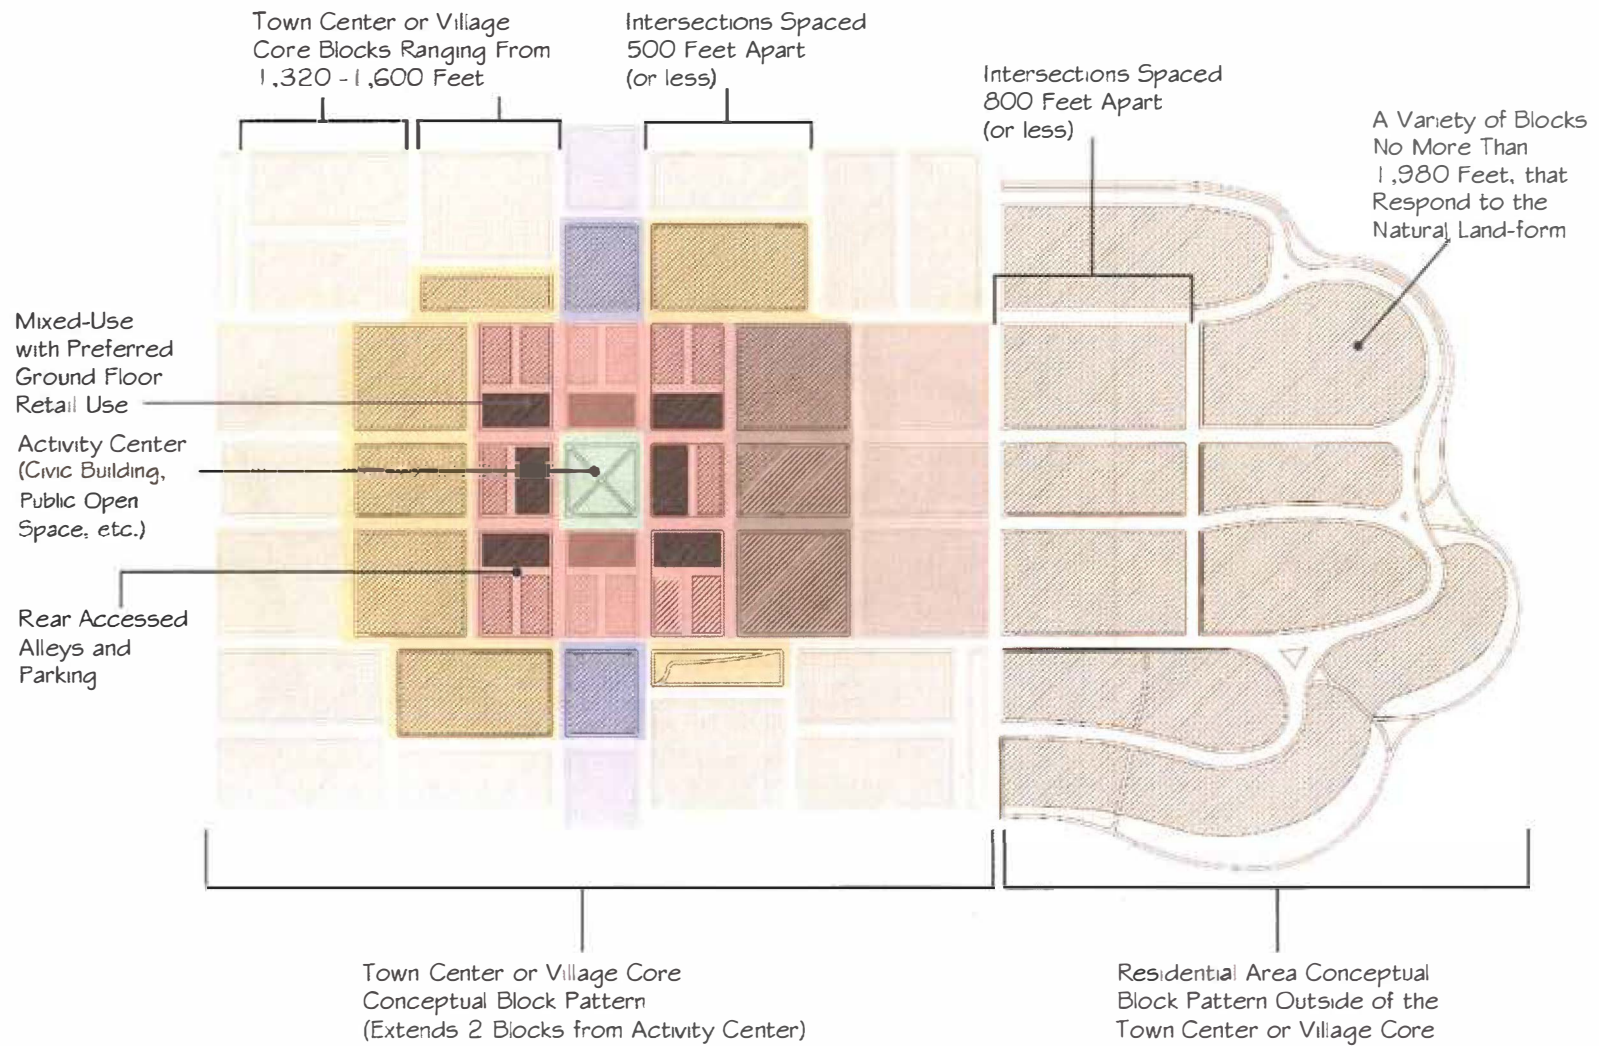 Town Center or Village
Core Blocks Ranging From
1,320 - 1,600 Feet
Intersections Spaced
500 Feet Apart
(or less)
Intersections Spaced
800 Feet Apart
(or less)
A Variety of Blocks
No More Than
1,980 Feet, that
Respond to the
Natural Land-form
Mixed-Use
with Preferred
Ground Floor
Retail Use
Activity Center
(Civic Building,
Public Open
Space, etc.)
Rear Accessed
Alleys and
Parking
Town Center or Village Core
Conceptual Block Pattern
(Extends 2 Blocks from Activity Center)
Residential Area Conceptual
Block Pattern Outside of the
Town Center or Village Core